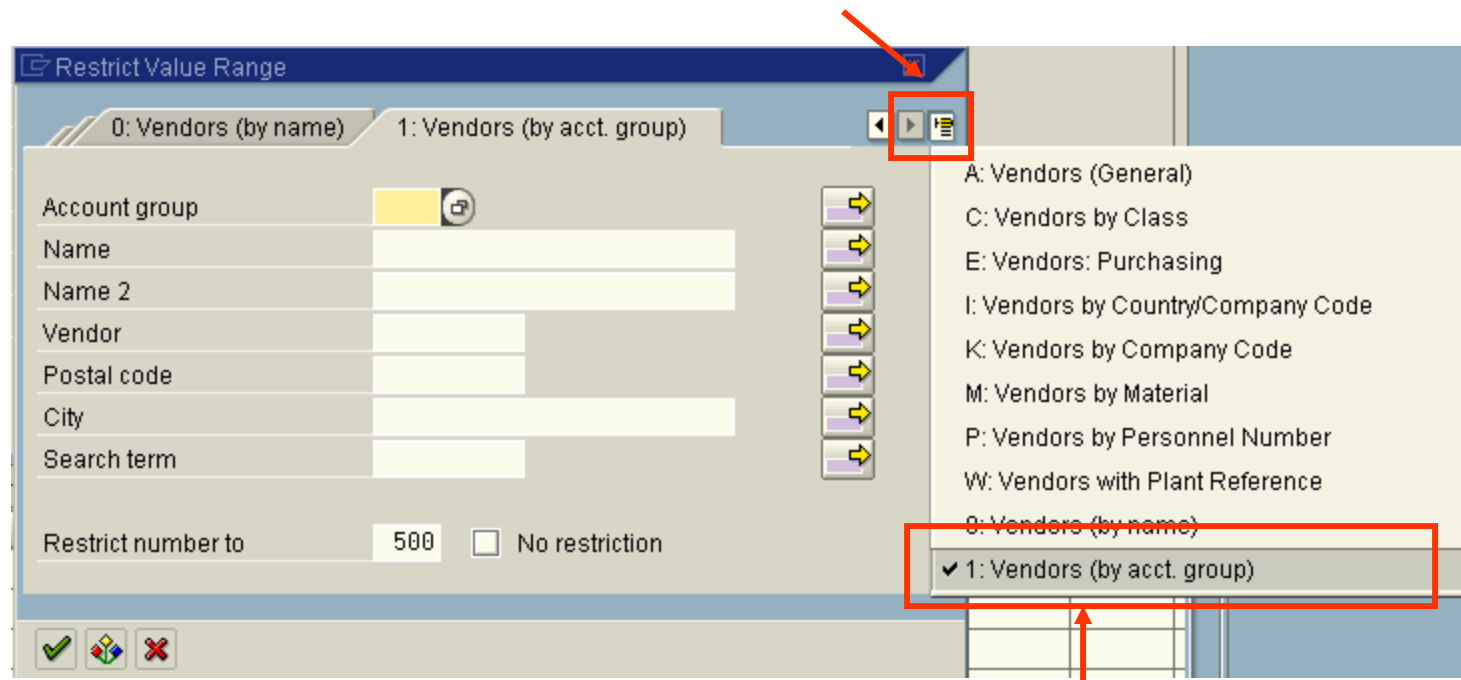 Restrict Value Range
0: Vendors (by name)
1: Vendors (by acct. group)
Account group
Name
Name 2
Vendor
Postal code
City
Search term
Restrict number to 500 No restriction
A: Vendors (General)
C: Vendors by Class
E: Vendors: Purchasing
I: Vendors by Country/Company Code
K: Vendors by Company Code
M: Vendors by Material
P: Vendors by Personnel Number
W: Vendors with Plant Reference
0: Vendors (by name)
1: Vendors (by acct. group)